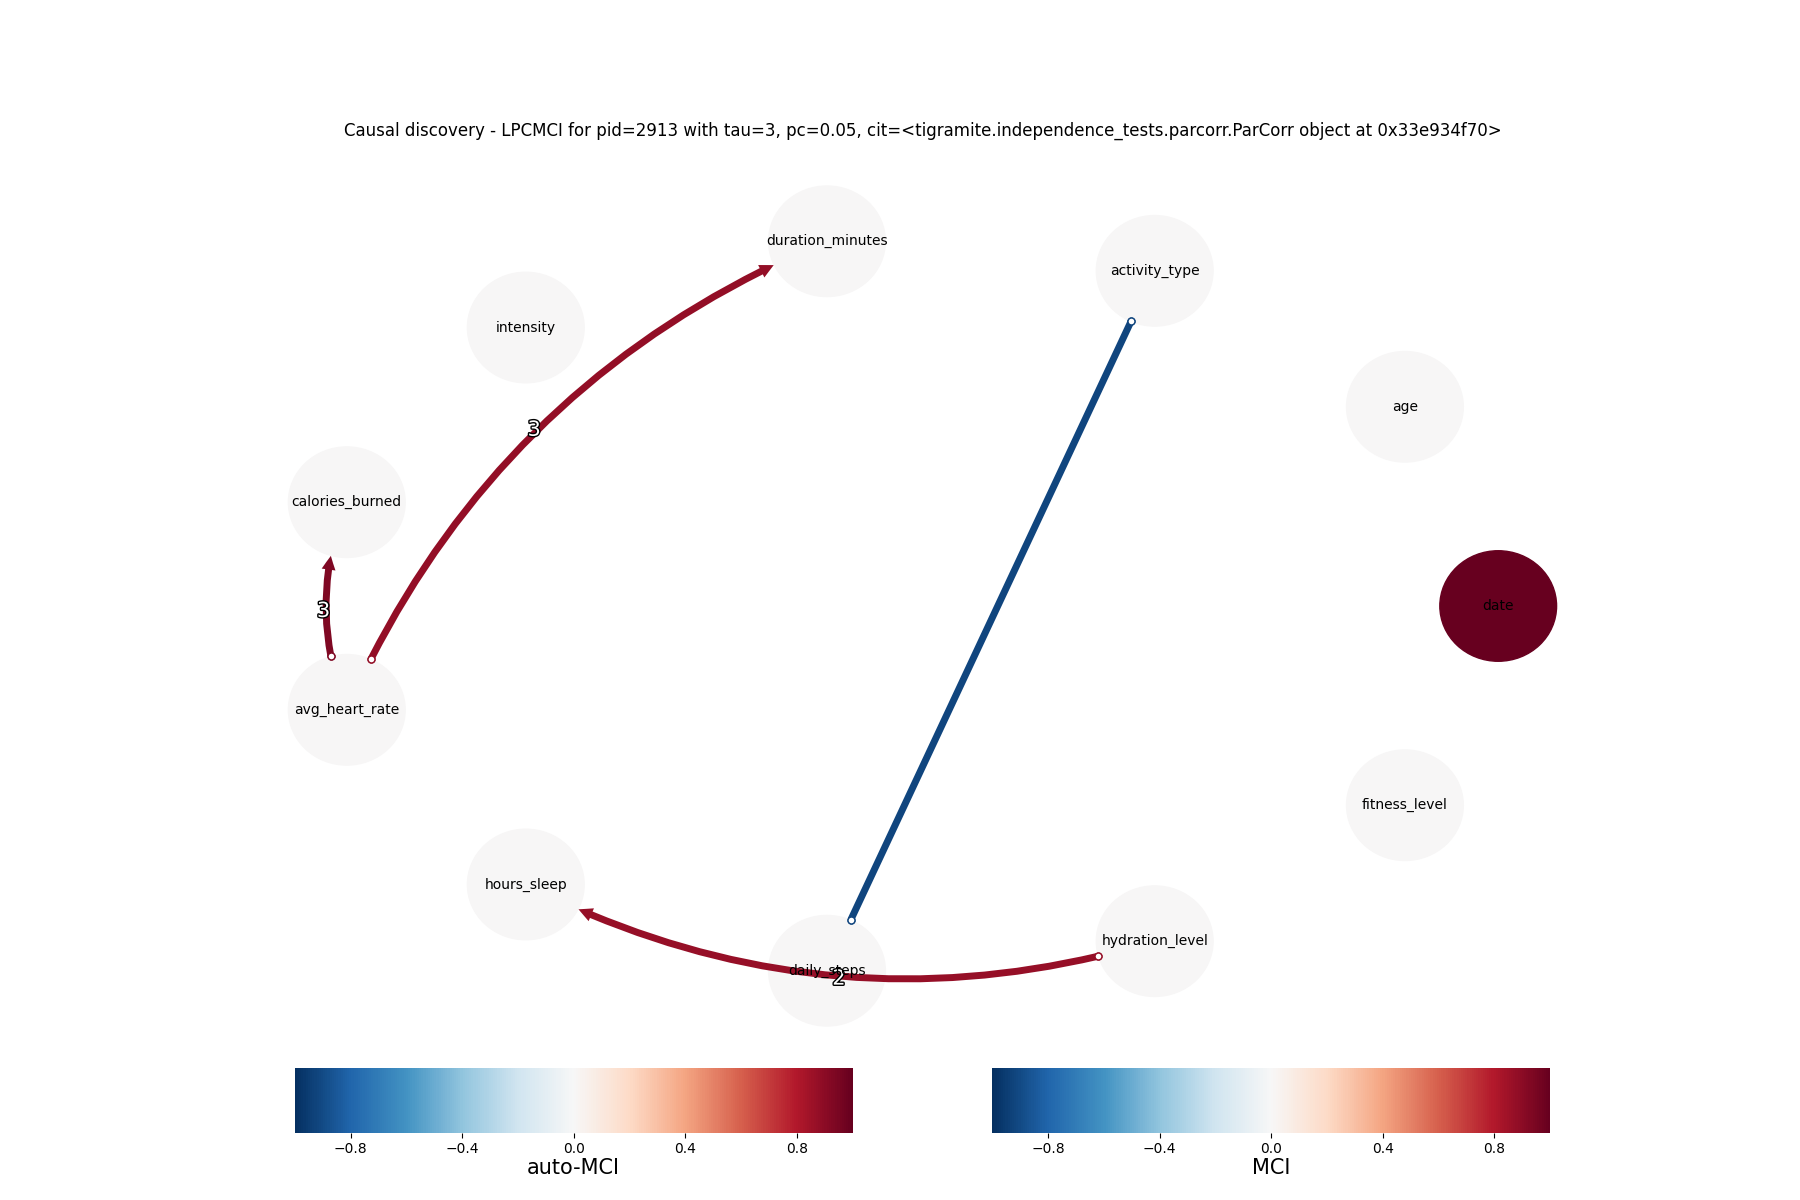 Causal discovery - LPCMCI for pid=2913 with tau=3, pc=0.05, cit=<tigramite.independence_tests.parcorr.ParCorr object at 0x33e934f70>
duration_minutes
activity_type
intensity
age
3
calories_burned
date
3
avg_heart_rate
fitness_level
hours_sleep
hydration_level
daily_steps
2
−0.8 −0.4 0.0 0.4 0.8
auto-MCI
−0.8 −0.4 0.0 0.4 0.8
MCI